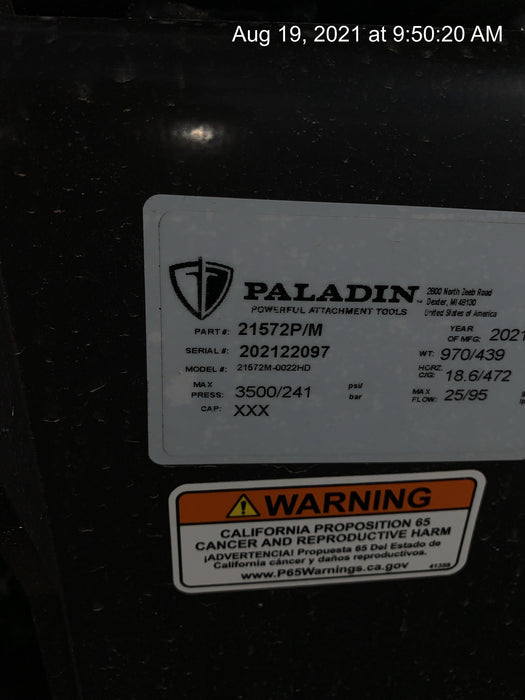 Aug 19, 2021 at 9:50:20 AM
PALADIN™
POWERFUL ATTACHMENT TOOLS
2800 North Zeeb Road
Dexter, MI 48130
United States of America
PART #: 21572P/M
YEAR OF MFG: 2021
SERIAL #: 202122097
WT: 970/439
MODEL #: 21572M-0022HD
HORZ. C/G: 18.6/472
MAX PRESS: 3500/241 psi/ bar
MAX FLOW: 25/95
CAP: XXX
WARNING
CALIFORNIA PROPOSITION 65
CANCER AND REPRODUCTIVE HARM
¡ADVERTENCIA! Propuesta 65 Del Estado de
California cáncer y daños reproductivos.
www.P65Warnings.ca.gov
41358